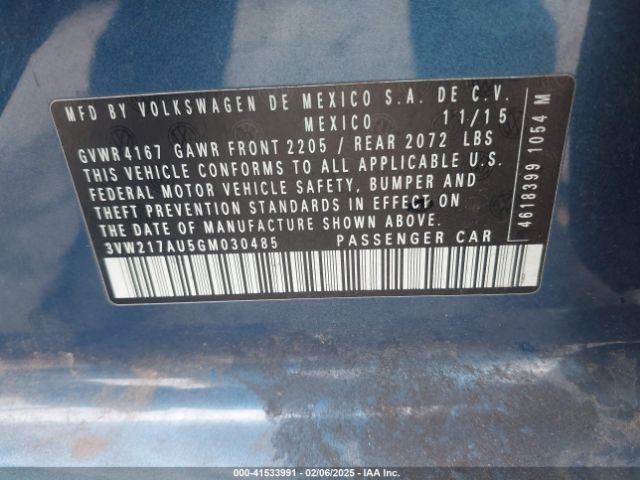 MFD BY VOLKSWAGEN DE MEXICO S.A. DE C.V.
MEXICO 11/15
GVWR 4167 GAWR FRONT 2205 / REAR 2072 LBS
THIS VEHICLE CONFORMS TO ALL APPLICABLE U.S.
FEDERAL MOTOR VEHICLE SAFETY, BUMPER AND
THEFT PREVENTION STANDARDS IN EFFECT ON
THE DATE OF MANUFACTURE SHOWN ABOVE.
3VW217AU5GM030485 PASSENGER CAR
4618399 1054 M
000-41533991 - 02/06/2025 - IAA Inc.